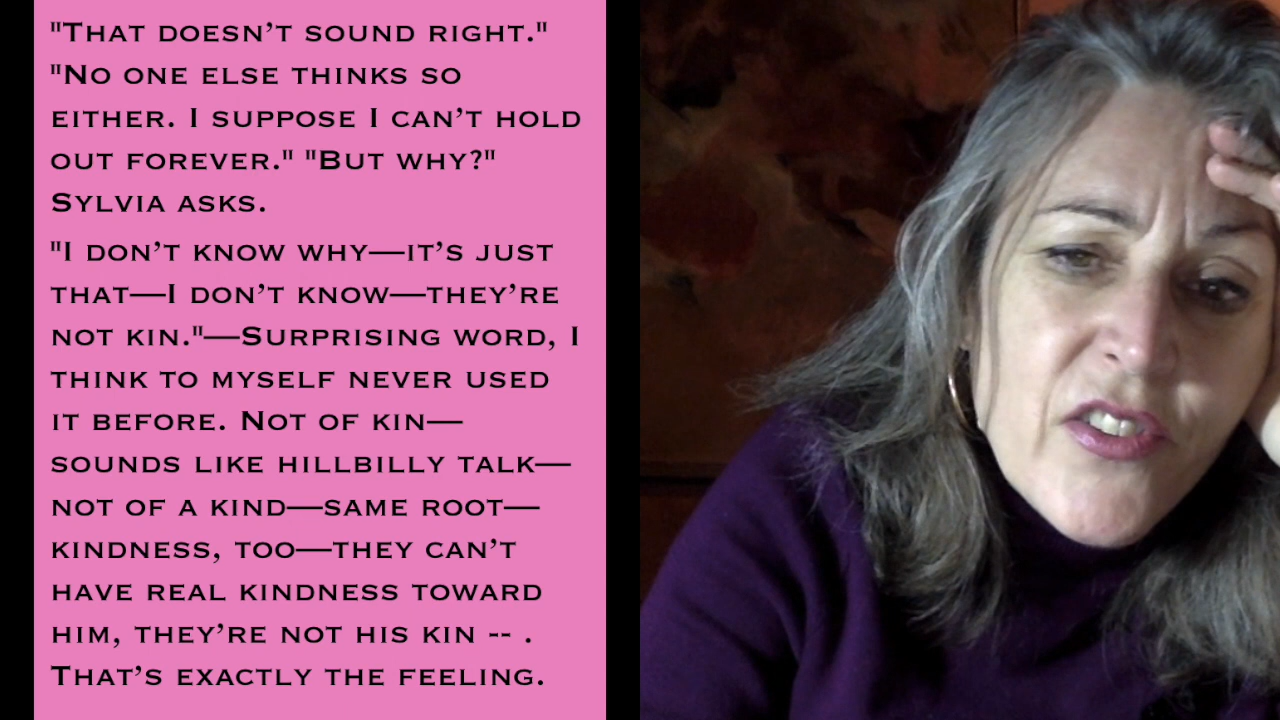 "That doesn’t sound right."
"No one else thinks so
either. I suppose I can’t hold
out forever." "But why?"
Sylvia asks.
"I don’t know why—it’s just
that—I don’t know—they’re
not kin."—Surprising word, I
think to myself never used
it before. Not of kin—
sounds like hillbilly talk—
not of a kind—same root—
kindness, too—they can’t
have real kindness toward
him, they’re not his kin -- .
That’s exactly the feeling.